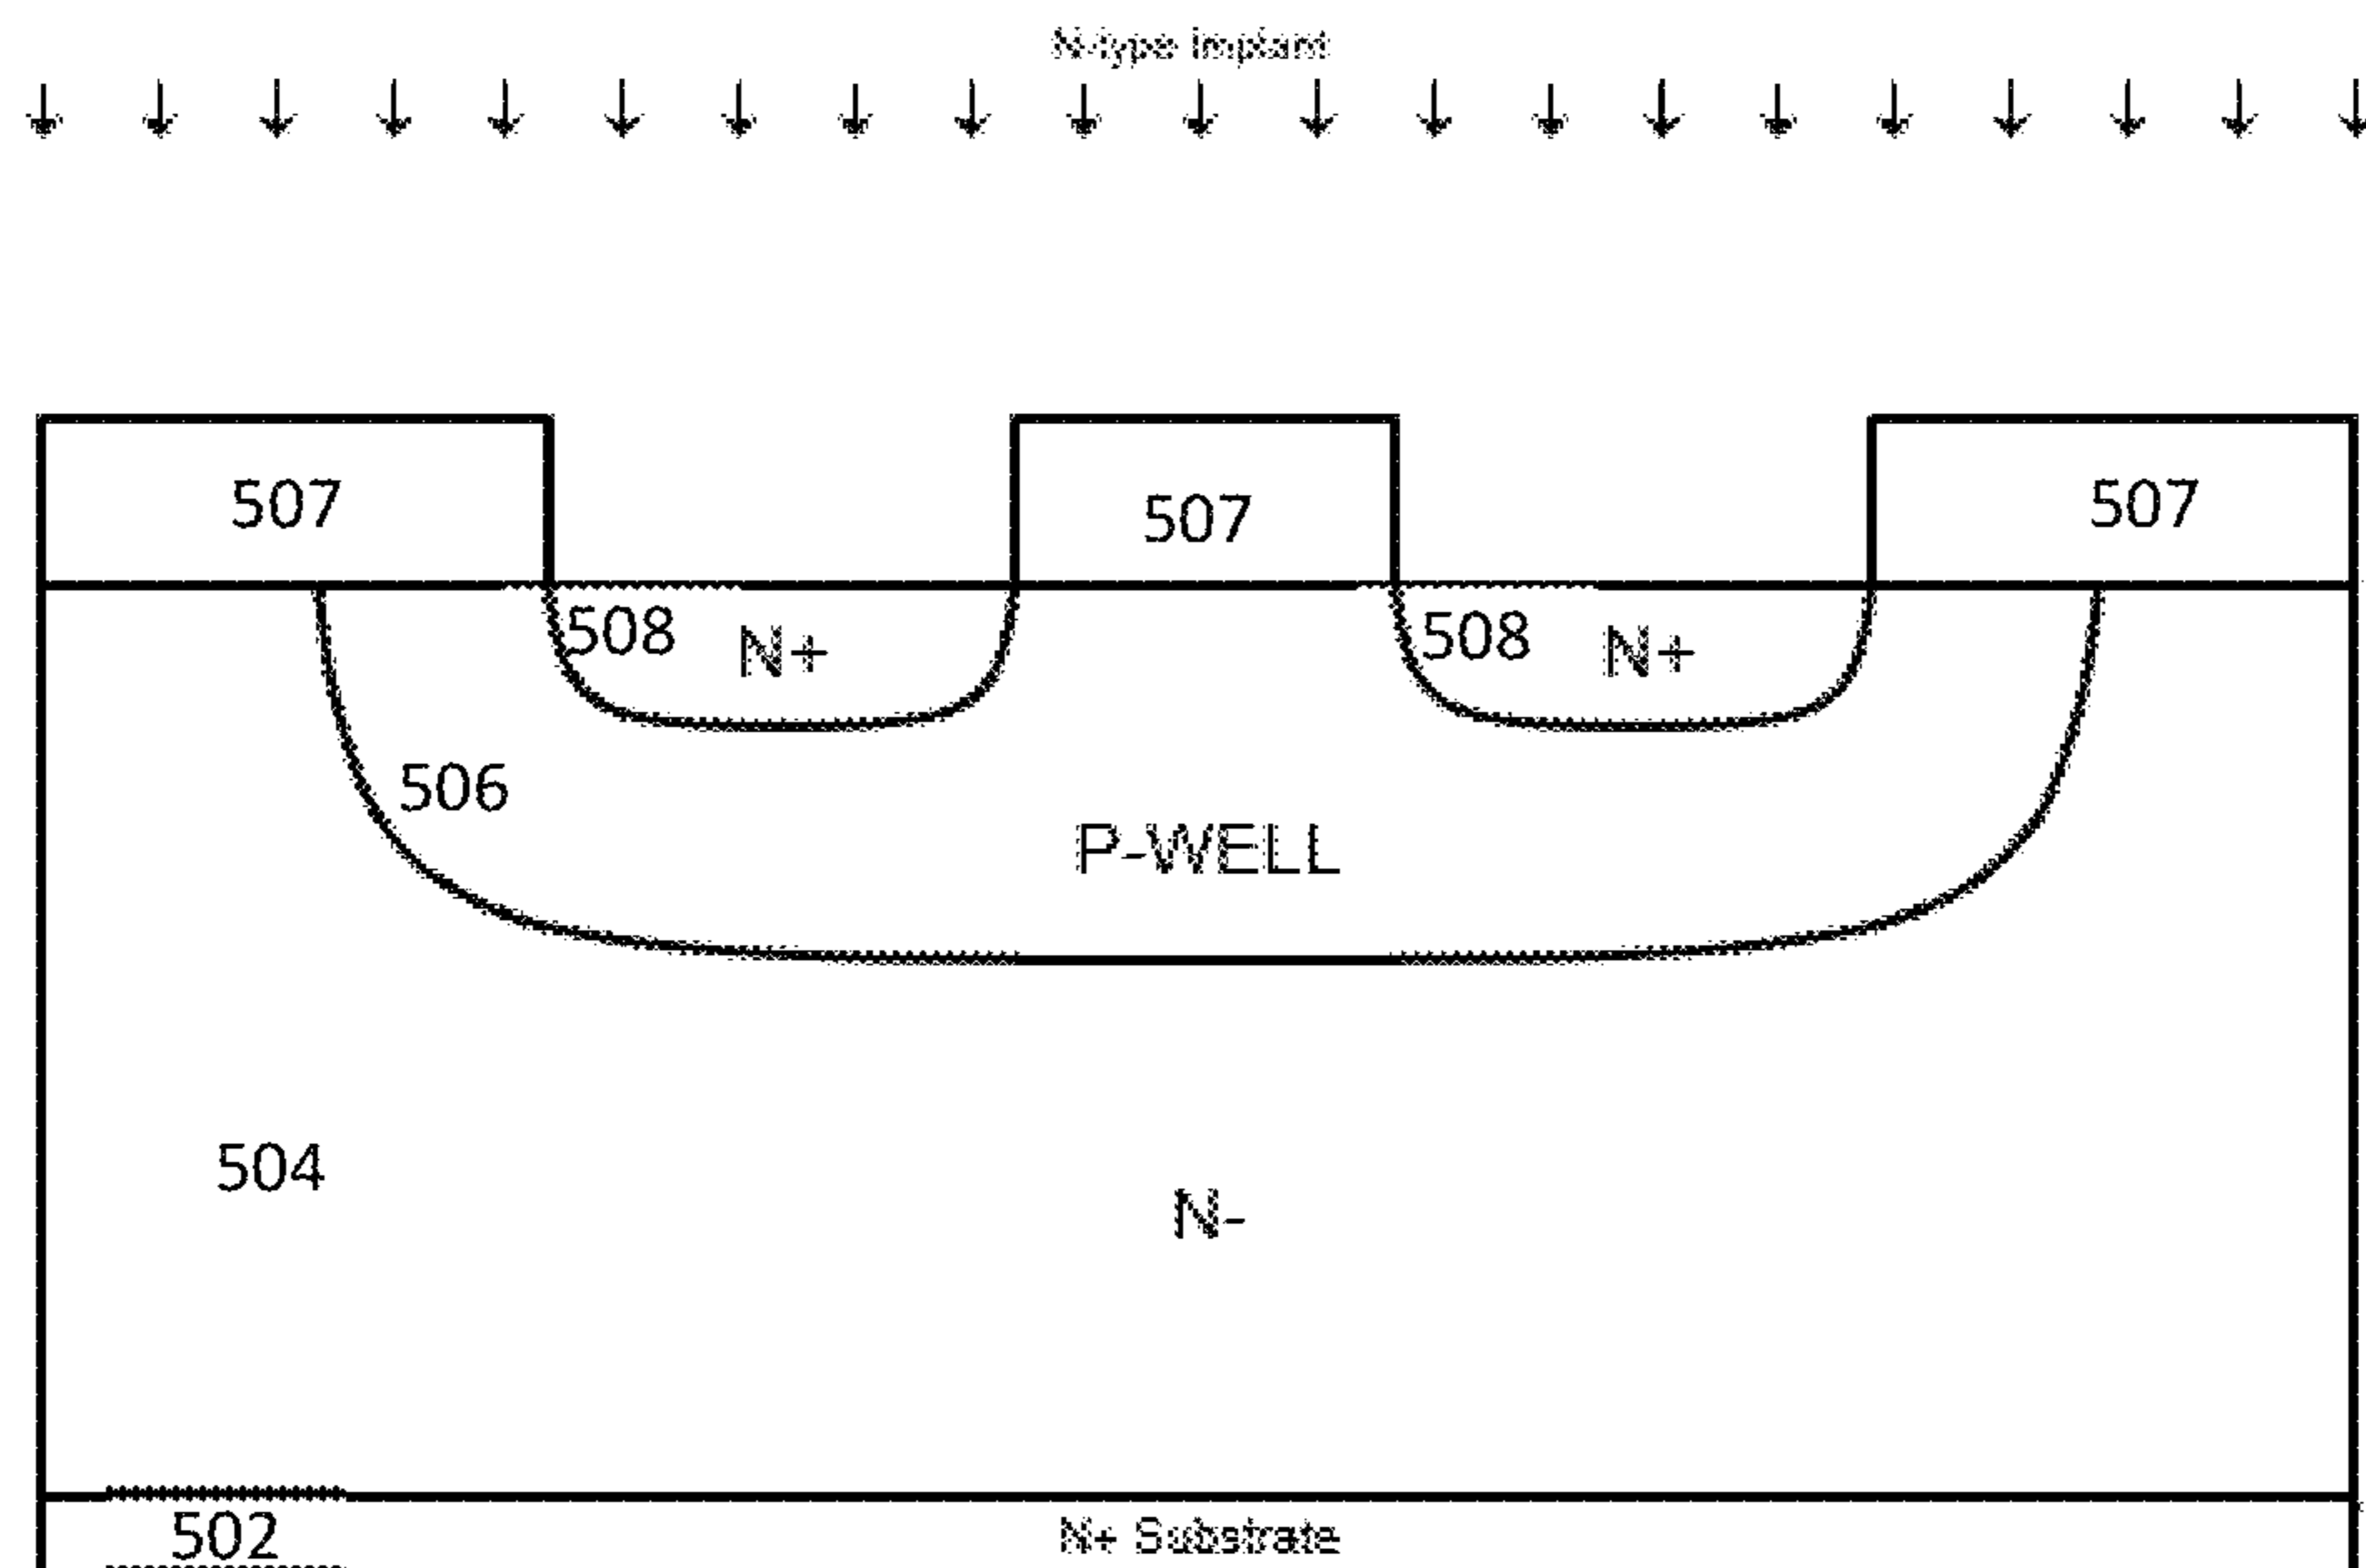 N-type Implant
507 507 507
508 N+ 508 N+
506
P-WELL
504
N-
502 N+ Substrate